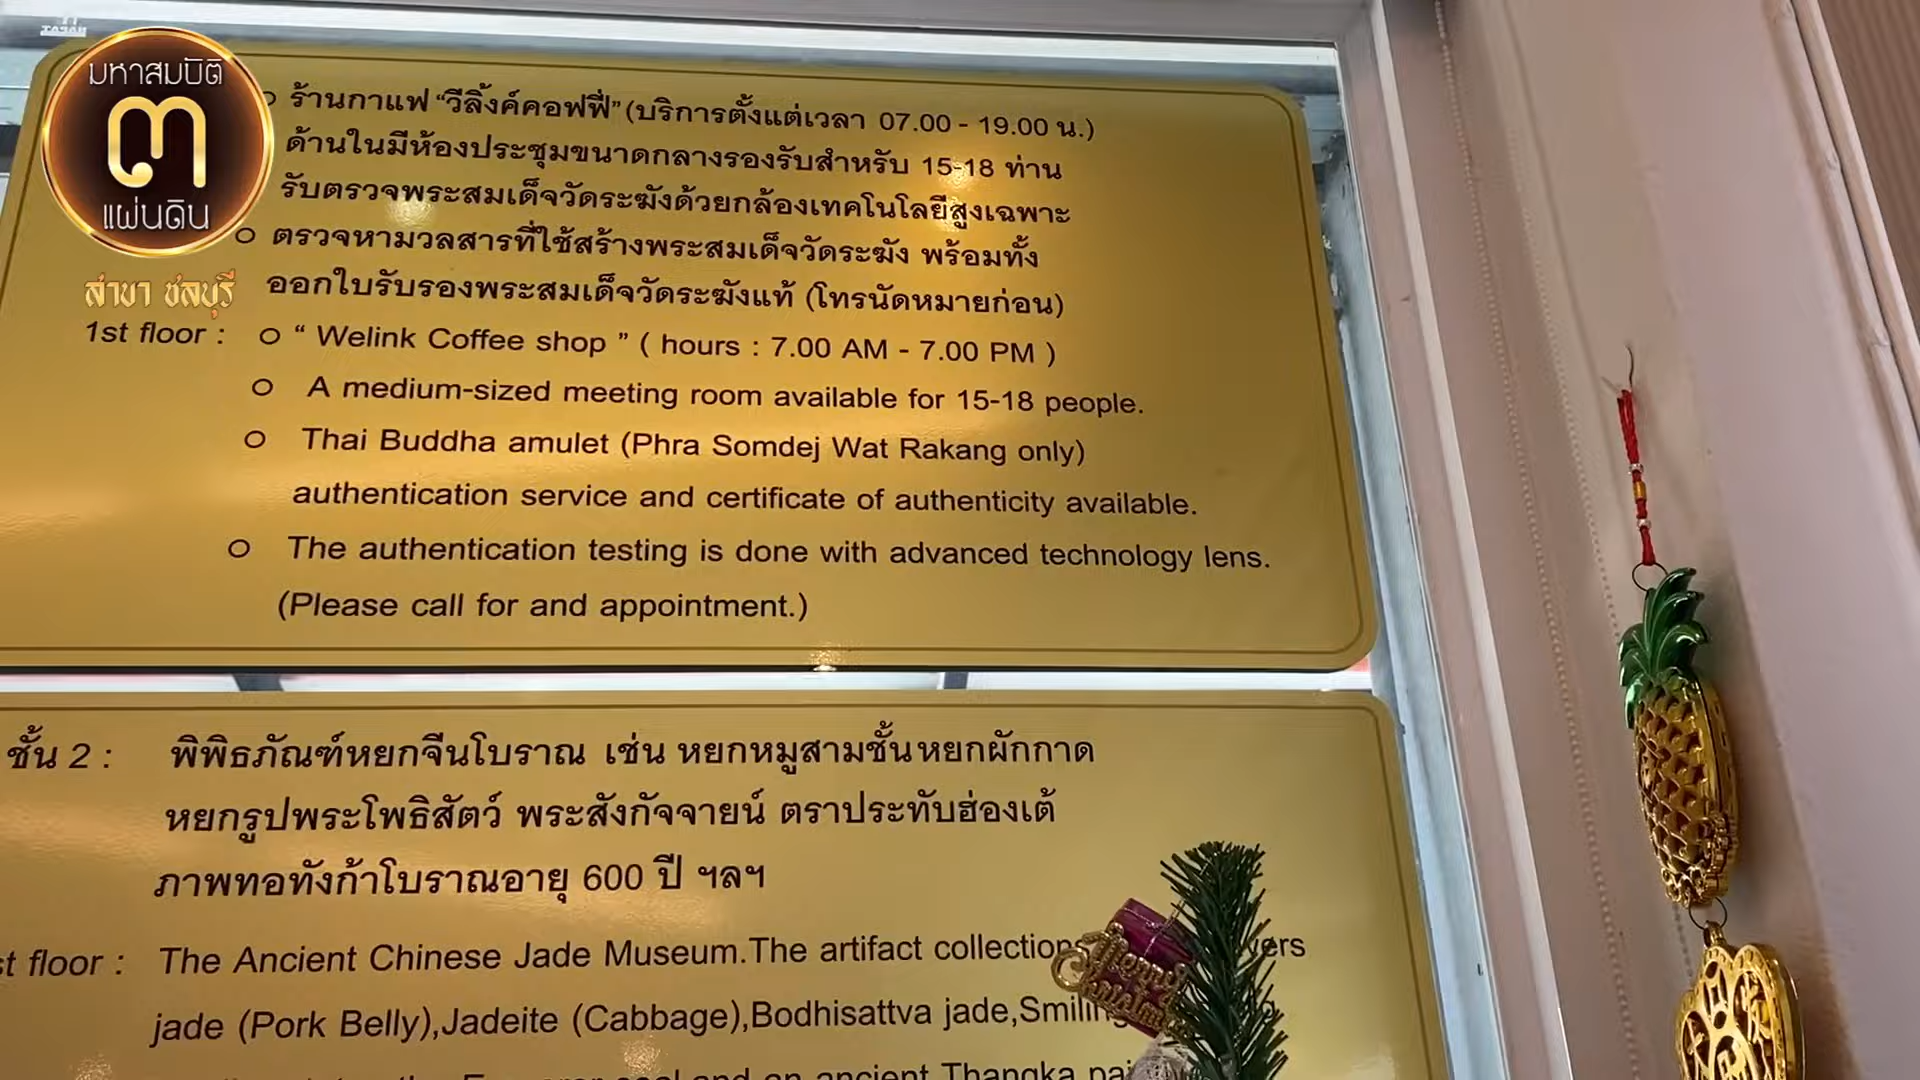 มหาสมบัติ
๓
แผ่นดิน
สาขา ชลบุรี
ร้านกาแฟ “วีลิ้งค์คอฟฟี่” (บริการตั้งแต่เวลา 07.00 - 19.00 น.)
ด้านในมีห้องประชุมขนาดกลางรองรับสำหรับ 15-18 ท่าน
รับตรวจพระสมเด็จวัดระฆังด้วยกล้องเทคโนโลยีสูงเฉพาะ
ตรวจหามวลสารที่ใช้สร้างพระสมเด็จวัดระฆัง พร้อมทั้ง
ออกใบรับรองพระสมเด็จวัดระฆังแท้ (โทรนัดหมายก่อน)
1st floor : “ Welink Coffee shop ” ( hours : 7.00 AM - 7.00 PM )
A medium-sized meeting room available for 15-18 people.
Thai Buddha amulet (Phra Somdej Wat Rakang only)
authentication service and certificate of authenticity available.
The authentication testing is done with advanced technology lens.
(Please call for and appointment.)
ชั้น 2 : พิพิธภัณฑ์หยกจีนโบราณ เช่น หยกหมูสามชั้น หยกผักกาด
หยกรูปพระโพธิสัตว์ พระสังกัจจายน์ ตราประทับฮ่องเต้
ภาพทอทังก้าโบราณอายุ 600 ปี ฯลฯ
floor : The Ancient Chinese Jade Museum.The artifact collection
jade (Pork Belly),Jadeite (Cabbage),Bodhisattva jade,
and an ancient Thangka
Merry Christmas